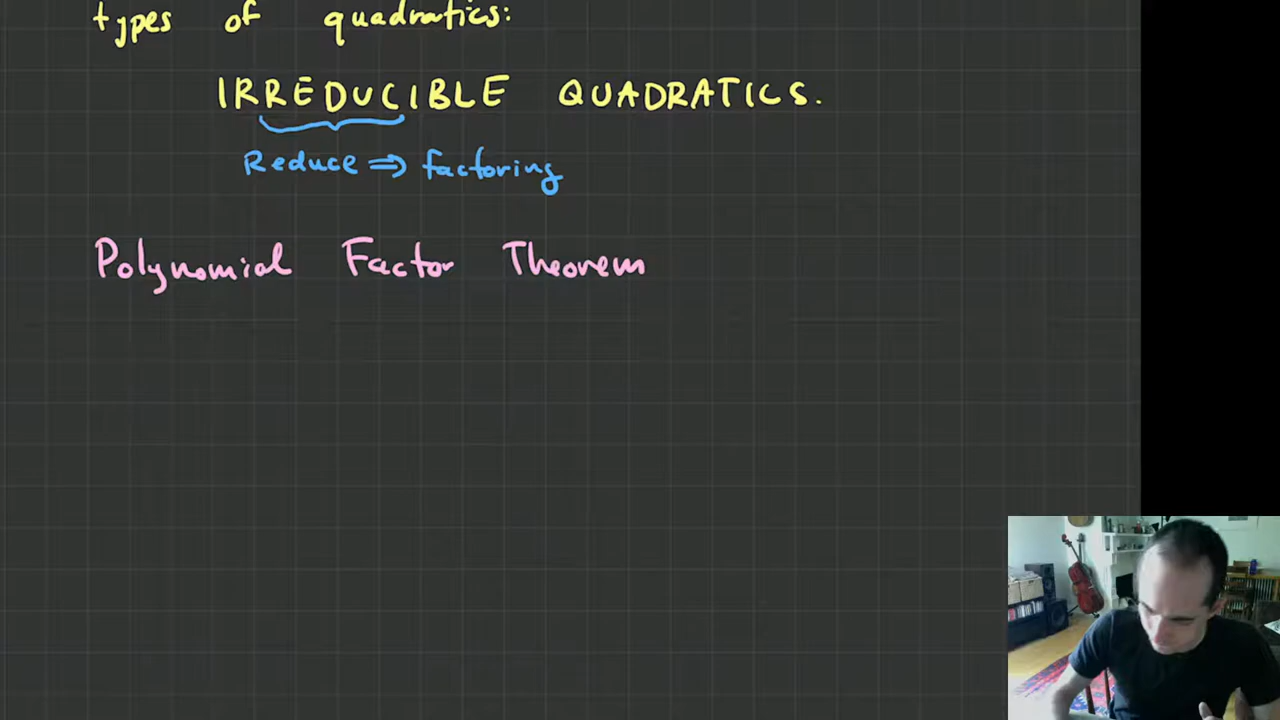 types of quadratics:
IRREDUCIBLE QUADRATICS.
Reduce ⇒ factoring
Polynomial Factor Theorem